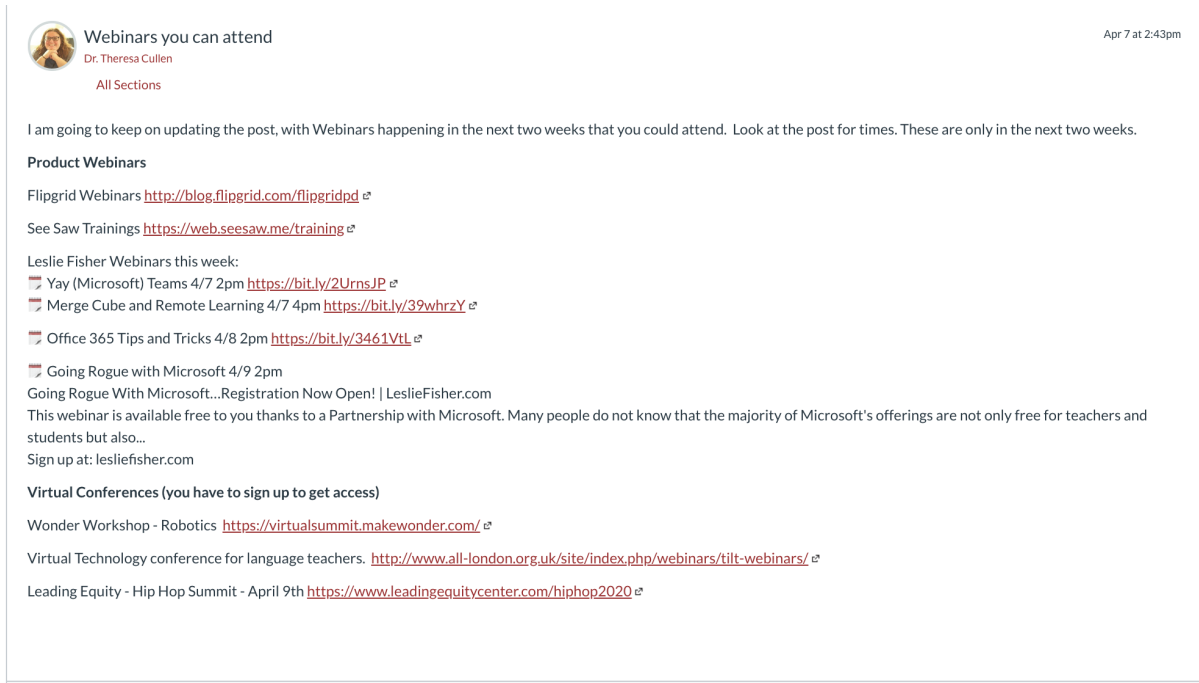 Webinars you can attend
Apr 7 at 2:43pm
Dr. Theresa Cullen
All Sections
I am going to keep on updating the post, with Webinars happening in the next two weeks that you could attend.  Look at the post for times. These are only in the next two weeks.
Product Webinars
Flipgrid Webinars http://blog.flipgrid.com/flipgridpd
See Saw Trainings https://web.seesaw.me/training
Leslie Fisher Webinars this week:
Yay (Microsoft) Teams 4/7 2pm https://bit.ly/2UrnsJP
Merge Cube and Remote Learning 4/7 4pm https://bit.ly/39whrzY
Office 365 Tips and Tricks 4/8 2pm https://bit.ly/3461VtL
Going Rogue with Microsoft 4/9 2pm
Going Rogue With Microsoft...Registration Now Open! | LeslieFisher.com
This webinar is available free to you thanks to a Partnership with Microsoft. Many people do not know that the majority of Microsoft's offerings are not only free for teachers and
students but also...
Sign up at: lesliefisher.com
Virtual Conferences (you have to sign up to get access)
Wonder Workshop - Robotics  https://virtualsummit.makewonder.com/
Virtual Technology conference for language teachers.  http://www.all-london.org.uk/site/index.php/webinars/tilt-webinars/
Leading Equity - Hip Hop Summit - April 9th https://www.leadingequitycenter.com/hiphop2020